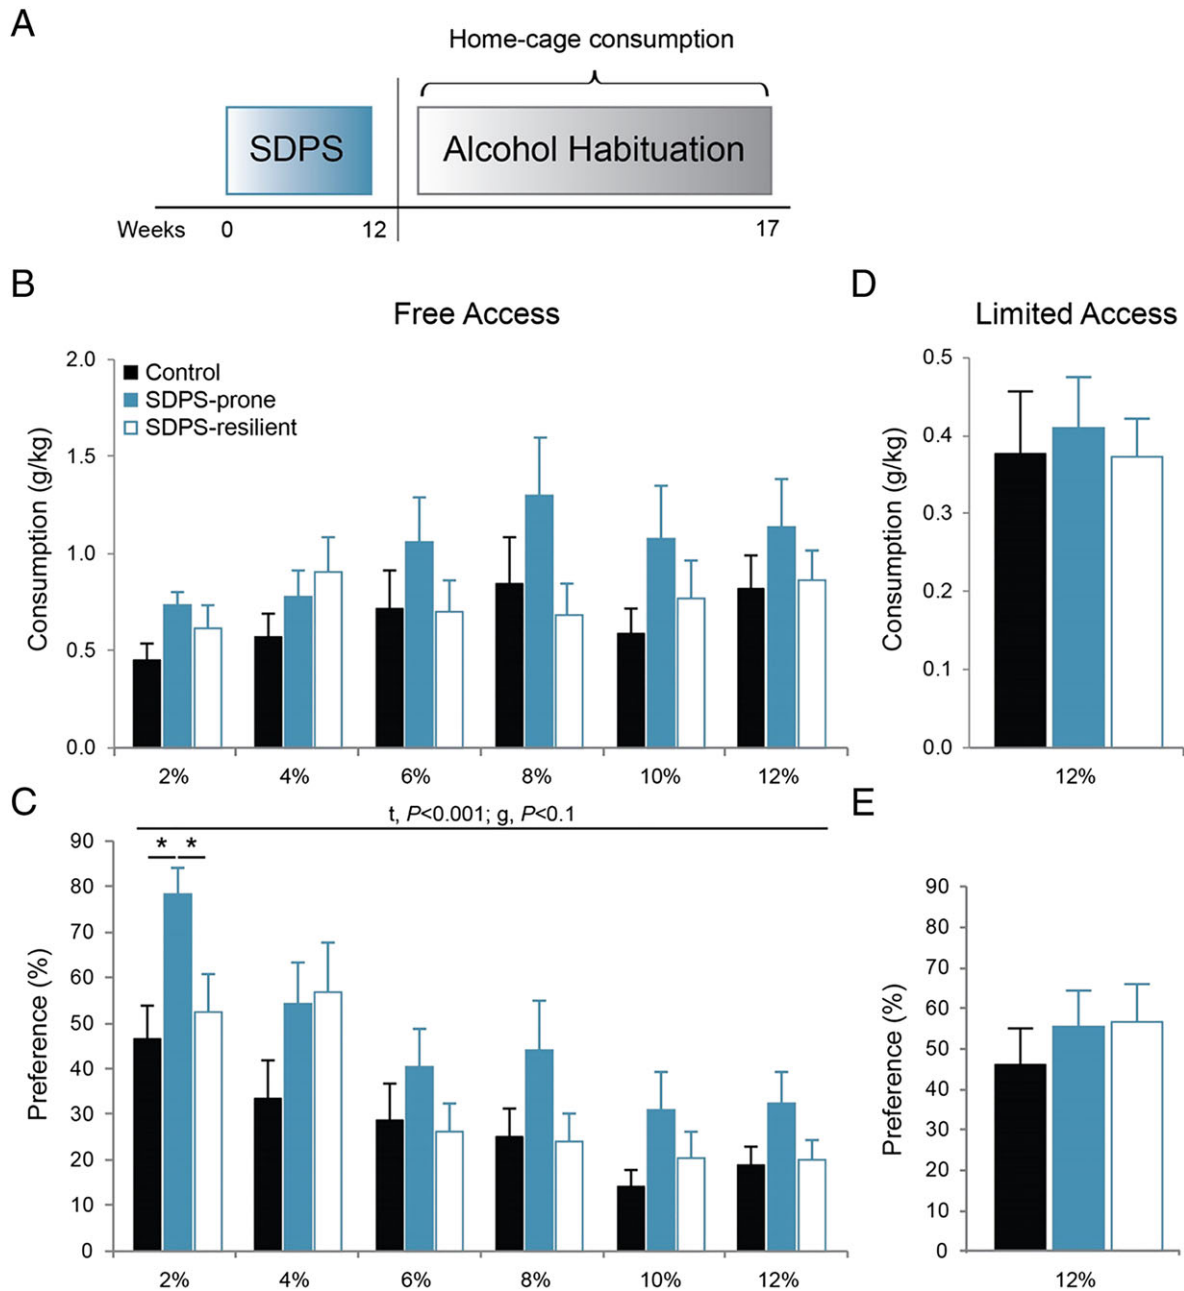 A
Home-cage consumption
SDPS
Alcohol Habituation
Weeks 0 12 17
B
Free Access
Consumption (g/kg)
2.0
1.5
1.0
0.5
0.0
Control
SDPS-prone
SDPS-resilient
2% 4% 6% 8% 10% 12%
D
Limited Access
Consumption (g/kg)
0.5
0.4
0.3
0.2
0.1
0.0
12%
C
t, P<0.001; g, P<0.1
* *
Preference (%)
90
80
70
60
50
40
30
20
10
0
2% 4% 6% 8% 10% 12%
E
Preference (%)
90
80
70
60
50
40
30
20
10
0
12%